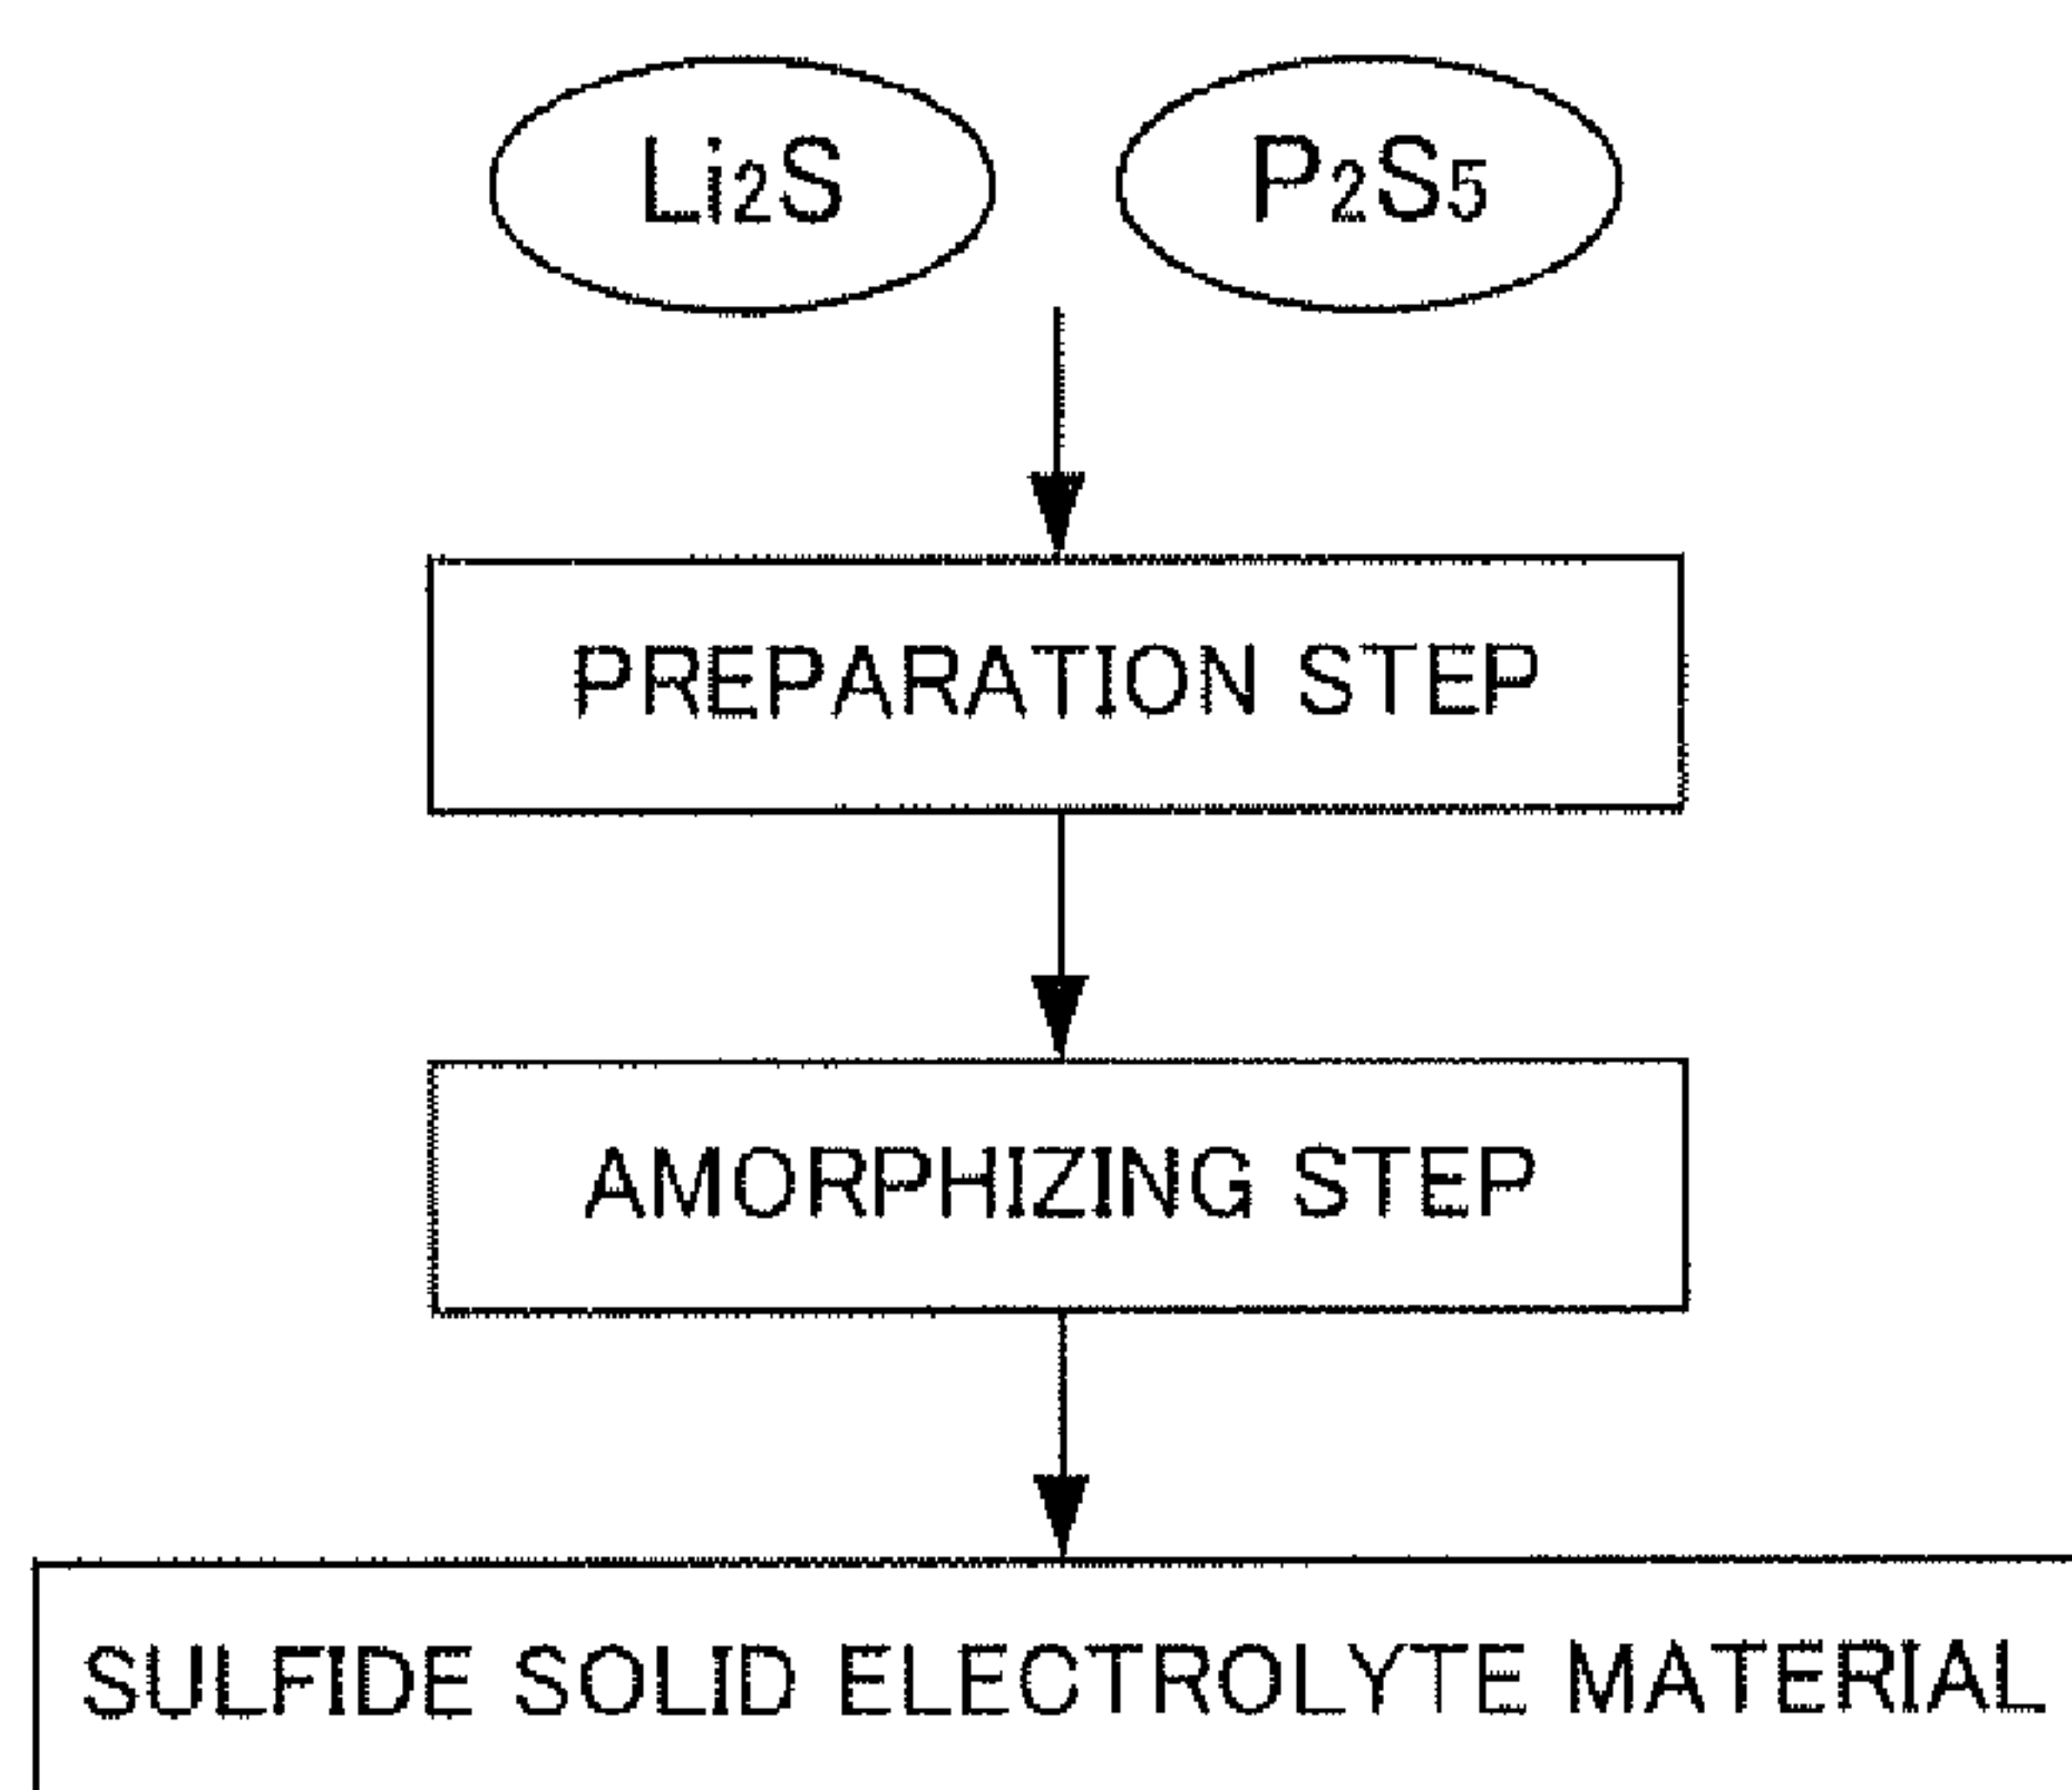 Li2S P2S5
PREPARATION STEP
AMORPHIZING STEP
SULFIDE SOLID ELECTROLYTE MATERIAL